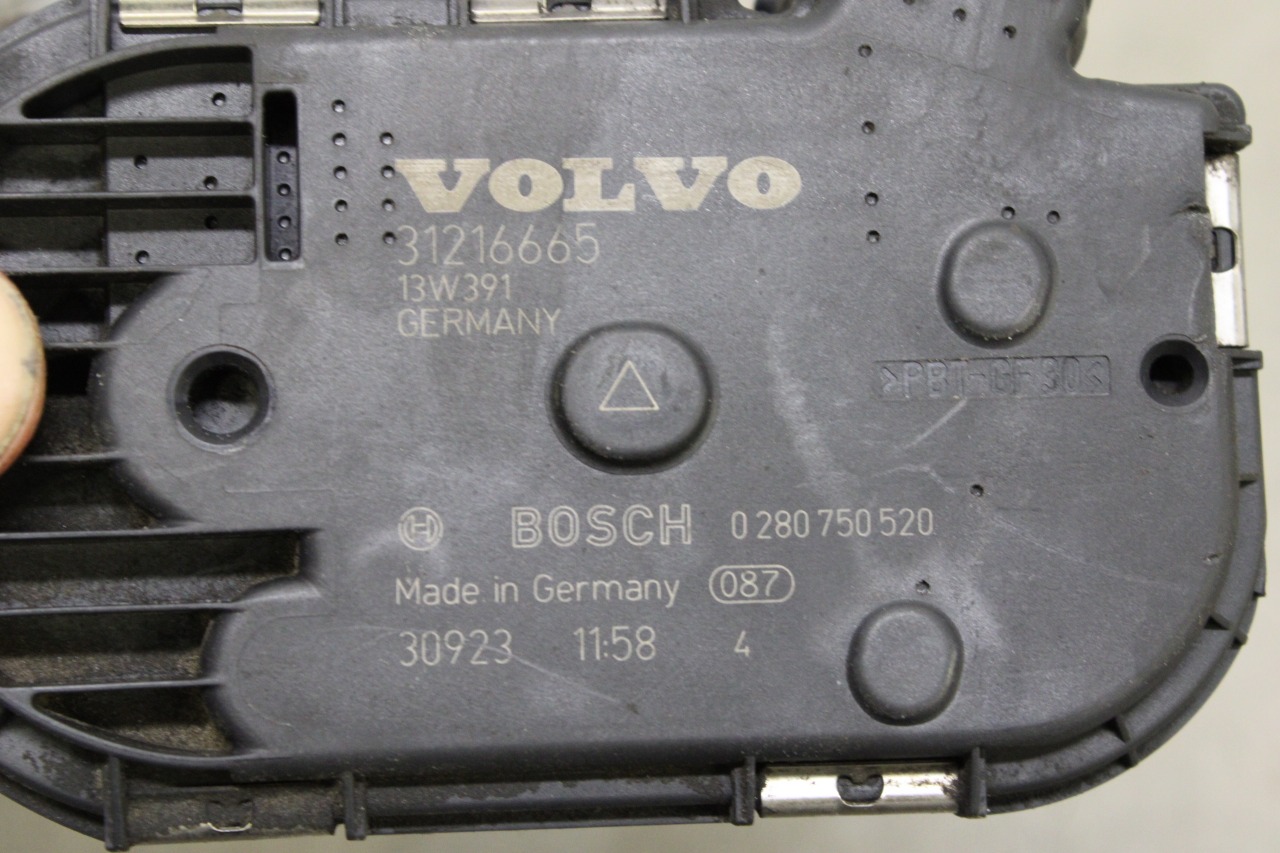 VOLVO
31216665
13W391
GERMANY
>PBT-GF30<
BOSCH 0 280 750 520
Made in Germany 087
30923 11:58 4